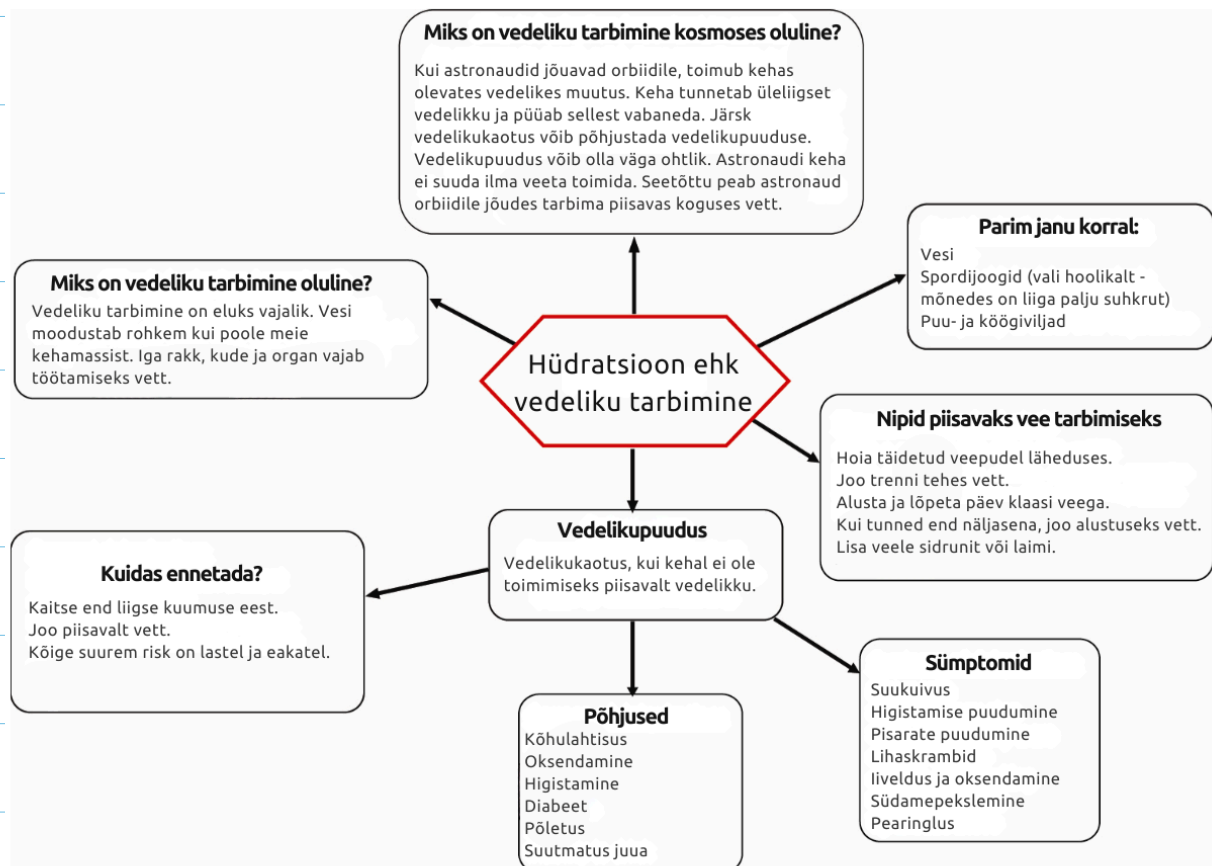 Miks on vedeliku tarbimine kosmoses oluline?
Kui astronaudid jõuavad orbiidile, toimub kehas
olevates vedelikes muutus. Keha tunnetab üleliigset
vedelikku ja püüab sellest vabaneda. Järsk
vedelikukaotus võib põhjustada vedelikupuuduse.
Vedelikupuudus võib olla väga ohtlik. Astronaudi keha
ei suuda ilma veeta toimida. Seetõttu peab astronaud
orbiidile jõudes tarbima piisavas koguses vett.
Parim janu korral:
Vesi
Spordijoogid (vali hoolikalt -
mõnedes on liiga palju suhkrut)
Puu- ja köögiviljad
Miks on vedeliku tarbimine oluline?
Vedeliku tarbimine on eluks vajalik. Vesi
moodustab rohkem kui poole meie
kehamassist. Iga rakk, kude ja organ vajab
töötamiseks vett.
Hüdratsioon ehk
vedeliku tarbimine
Nipid piisavaks vee tarbimiseks
Hoia täidetud veepudel läheduses.
Joo trenni tehes vett.
Alusta ja lõpeta päev klaasi veega.
Kui tunned end näljasena, joo alustuseks vett.
Lisa veele sidrunit või laimi.
Vedelikupuudus
Vedelikukaotus, kui kehal ei ole
toimimiseks piisavalt vedelikku.
Kuidas ennetada?
Kaitse end liigse kuumuse eest.
Joo piisavalt vett.
Kõige suurem risk on lastel ja eakatel.
Sümptomid
Suukuivus
Higistamise puudumine
Pisarate puudumine
Lihaskrambid
Iiveldus ja oksendamine
Südamepekslemine
Pearinglus
Põhjused
Kõhulahtisus
Oksendamine
Higistamine
Diabeet
Põletus
Suutmatus juua